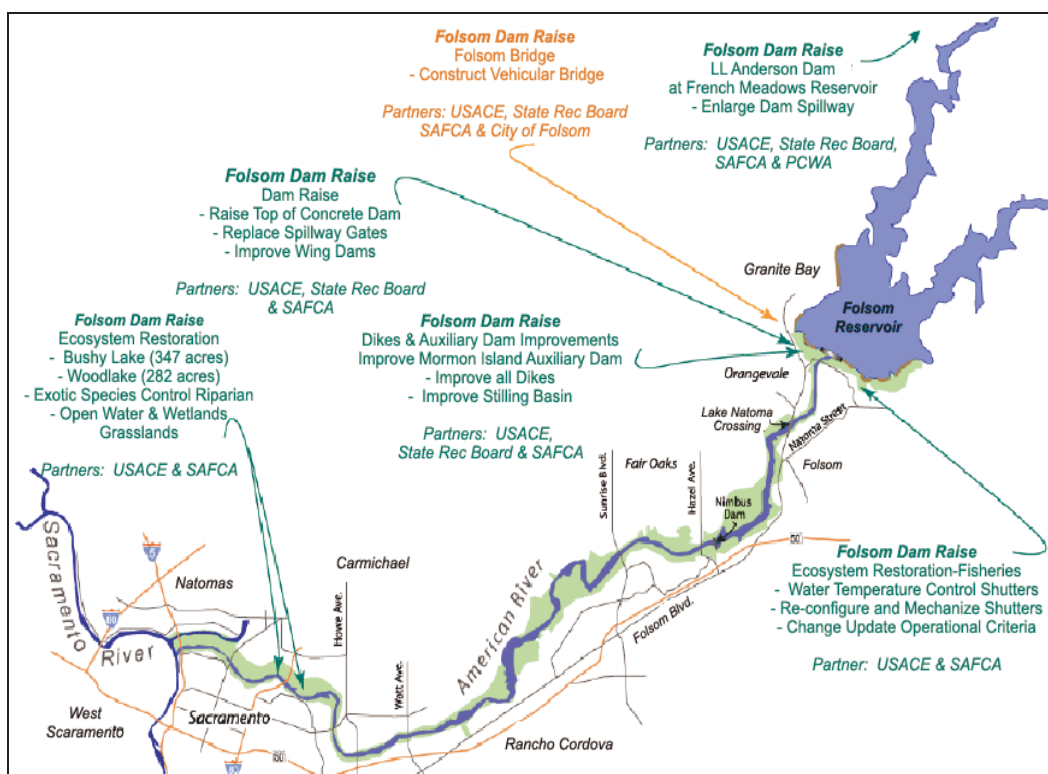 Folsom Dam Raise
Folsom Bridge
- Construct Vehicular Bridge
Partners: USACE, State Rec Board
SAFCA & City of Folsom
Folsom Dam Raise
LL Anderson Dam
at French Meadows Reservoir
- Enlarge Dam Spillway
Partners: USACE, State Rec Board,
SAFCA & PCWA
Folsom Dam Raise
Dam Raise
- Raise Top of Concrete Dam
- Replace Spillway Gates
- Improve Wing Dams
Partners: USACE, State Rec Board
& SAFCA
Folsom Dam Raise
Ecosystem Restoration
- Bushy Lake (347 acres)
- Woodlake (282 acres)
- Exotic Species Control Riparian
- Open Water & Wetlands
Grasslands
Partners: USACE & SAFCA
Folsom Dam Raise
Dikes & Auxiliary Dam Improvements
Improve Mormon Island Auxiliary Dam
- Improve all Dikes
- Improve Stilling Basin
Partners: USACE,
State Rec Board & SAFCA
Granite Bay
Folsom
Reservoir
Orangevale
Lake Natoma
Crossing
Natoma Street
Folsom
Fair Oaks
Sunrise Blvd.
Hazel Ave.
Nimbus
Dam
50
Folsom Blvd.
Folsom Dam Raise
Ecosystem Restoration-Fisheries
- Water Temperature Control Shutters
- Re-configure and Mechanize Shutters
- Change Update Operational Criteria
Partner: USACE & SAFCA
Sacramento
River
5
80
Natomas
Carmichael
Howe Ave.
Watt Ave.
American River
West
Scaramento
Sacramento
50
80
Rancho Cordova